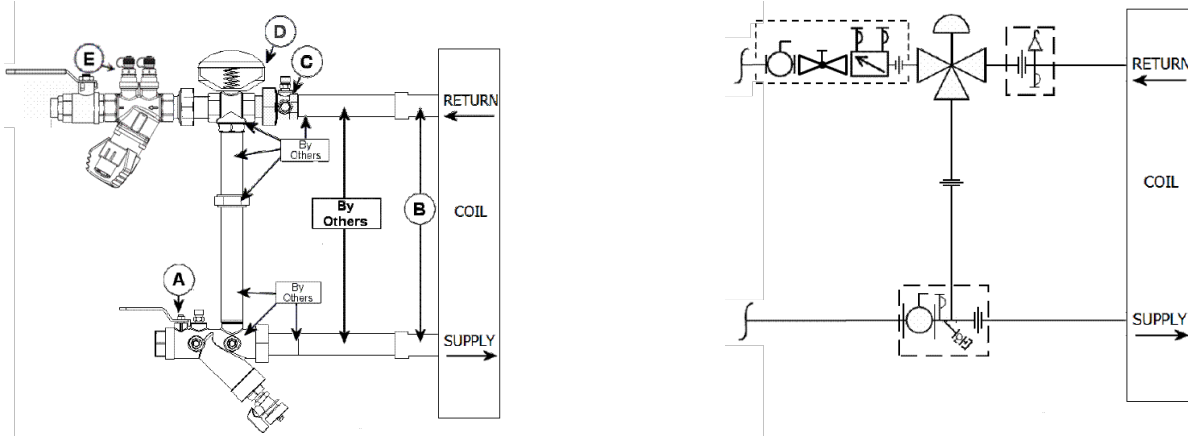 E
D
C
RETURN
By
Others
By
Others
B
COIL
A
By
Others
SUPPLY
RETURN
COIL
SUPPLY